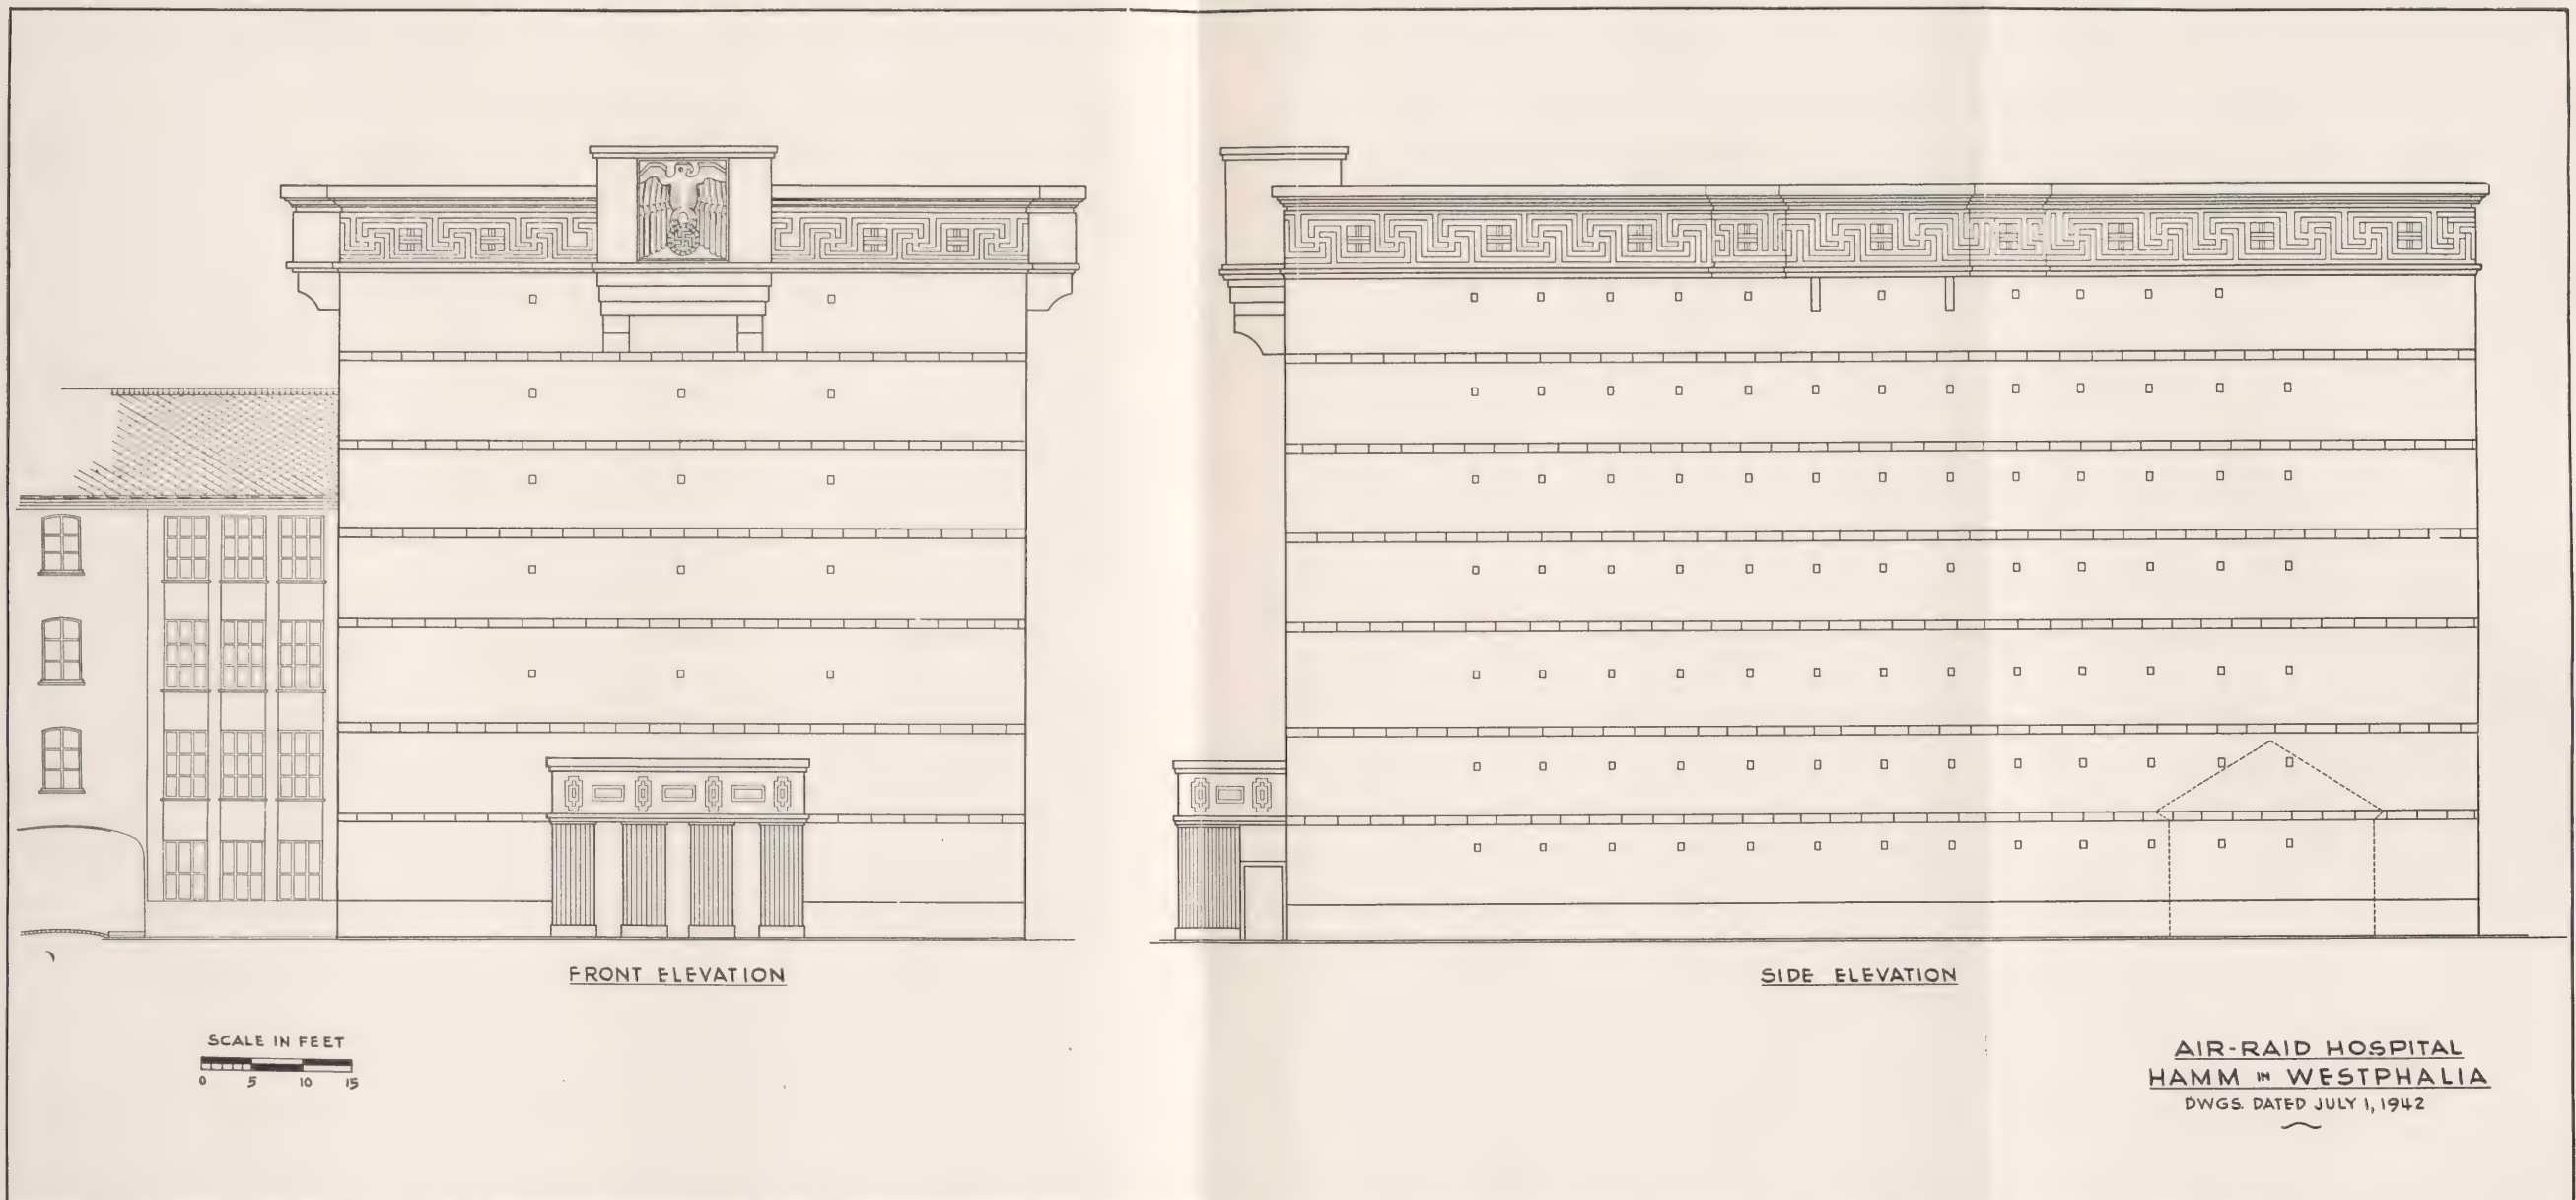 FRONT ELEVATION
SIDE ELEVATION
SCALE IN FEET
0 5 10 15
AIR-RAID HOSPITAL
HAMM IN WESTPHALIA
DWGS. DATED JULY 1, 1942